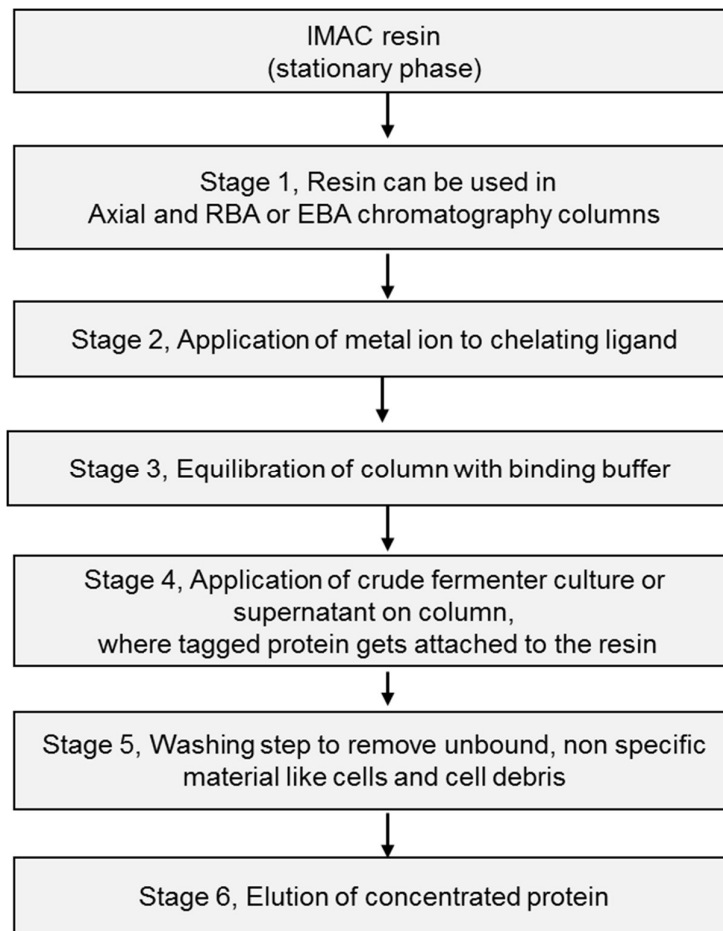 IMAC resin
(stationary phase)
Stage 1, Resin can be used in
Axial and RBA or EBA chromatography columns
Stage 2, Application of metal ion to chelating ligand
Stage 3, Equilibration of column with binding buffer
Stage 4, Application of crude fermenter culture or
supernatant on column,
where tagged protein gets attached to the resin
Stage 5, Washing step to remove unbound, non specific
material like cells and cell debris
Stage 6, Elution of concentrated protein